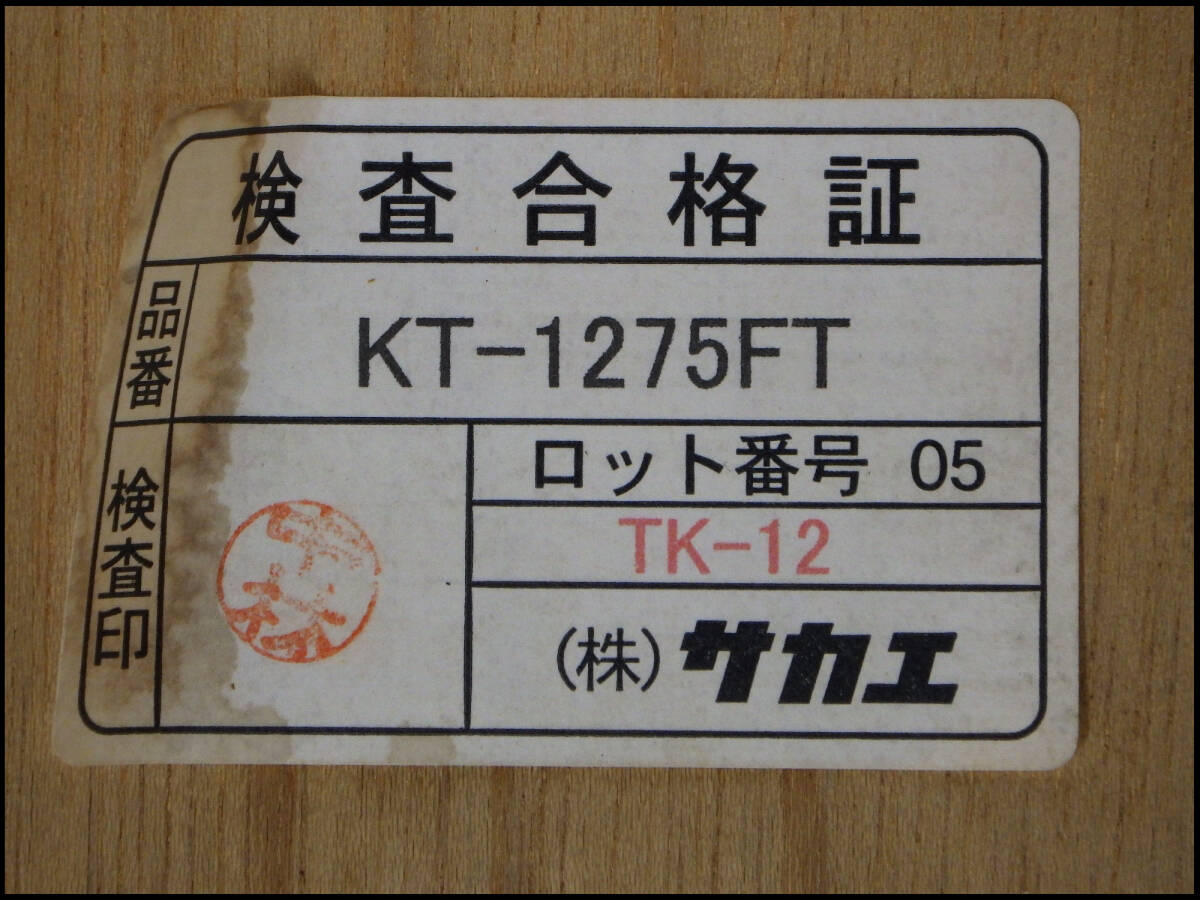 検査合格証
品番
KT-1275FT
検査印
ロット番号 05
TK-12
(株)サカエ